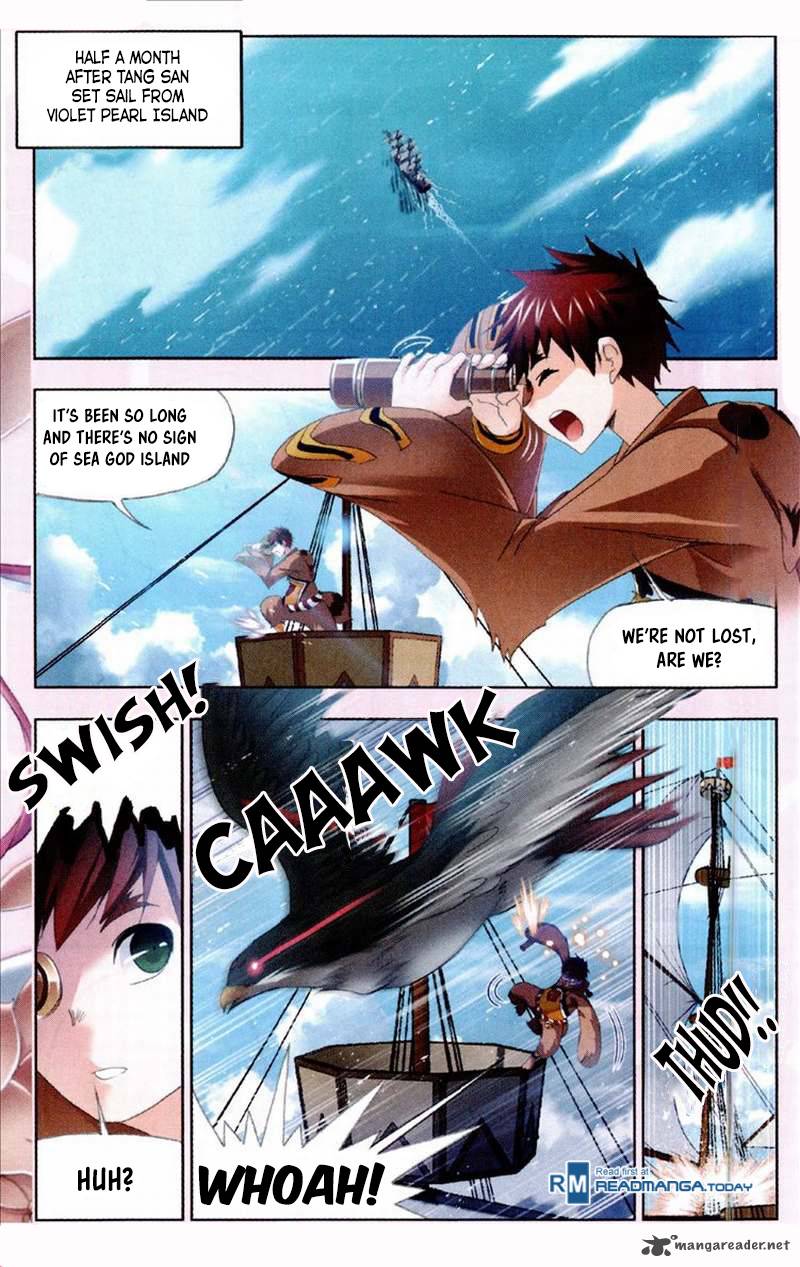 HALF A MONTH
AFTER TANG SAN
SET SAIL FROM
VIOLET PEARL ISLAND
IT'S BEEN SO LONG
AND THERE'S NO SIGN
OF SEA GOD ISLAND
WE'RE NOT LOST,
ARE WE?
SWISH!
HUH?
CAAAWK
WHOAH!
THUD!!..
RM Read first at
READMANGA.TODAY
mangareader.net